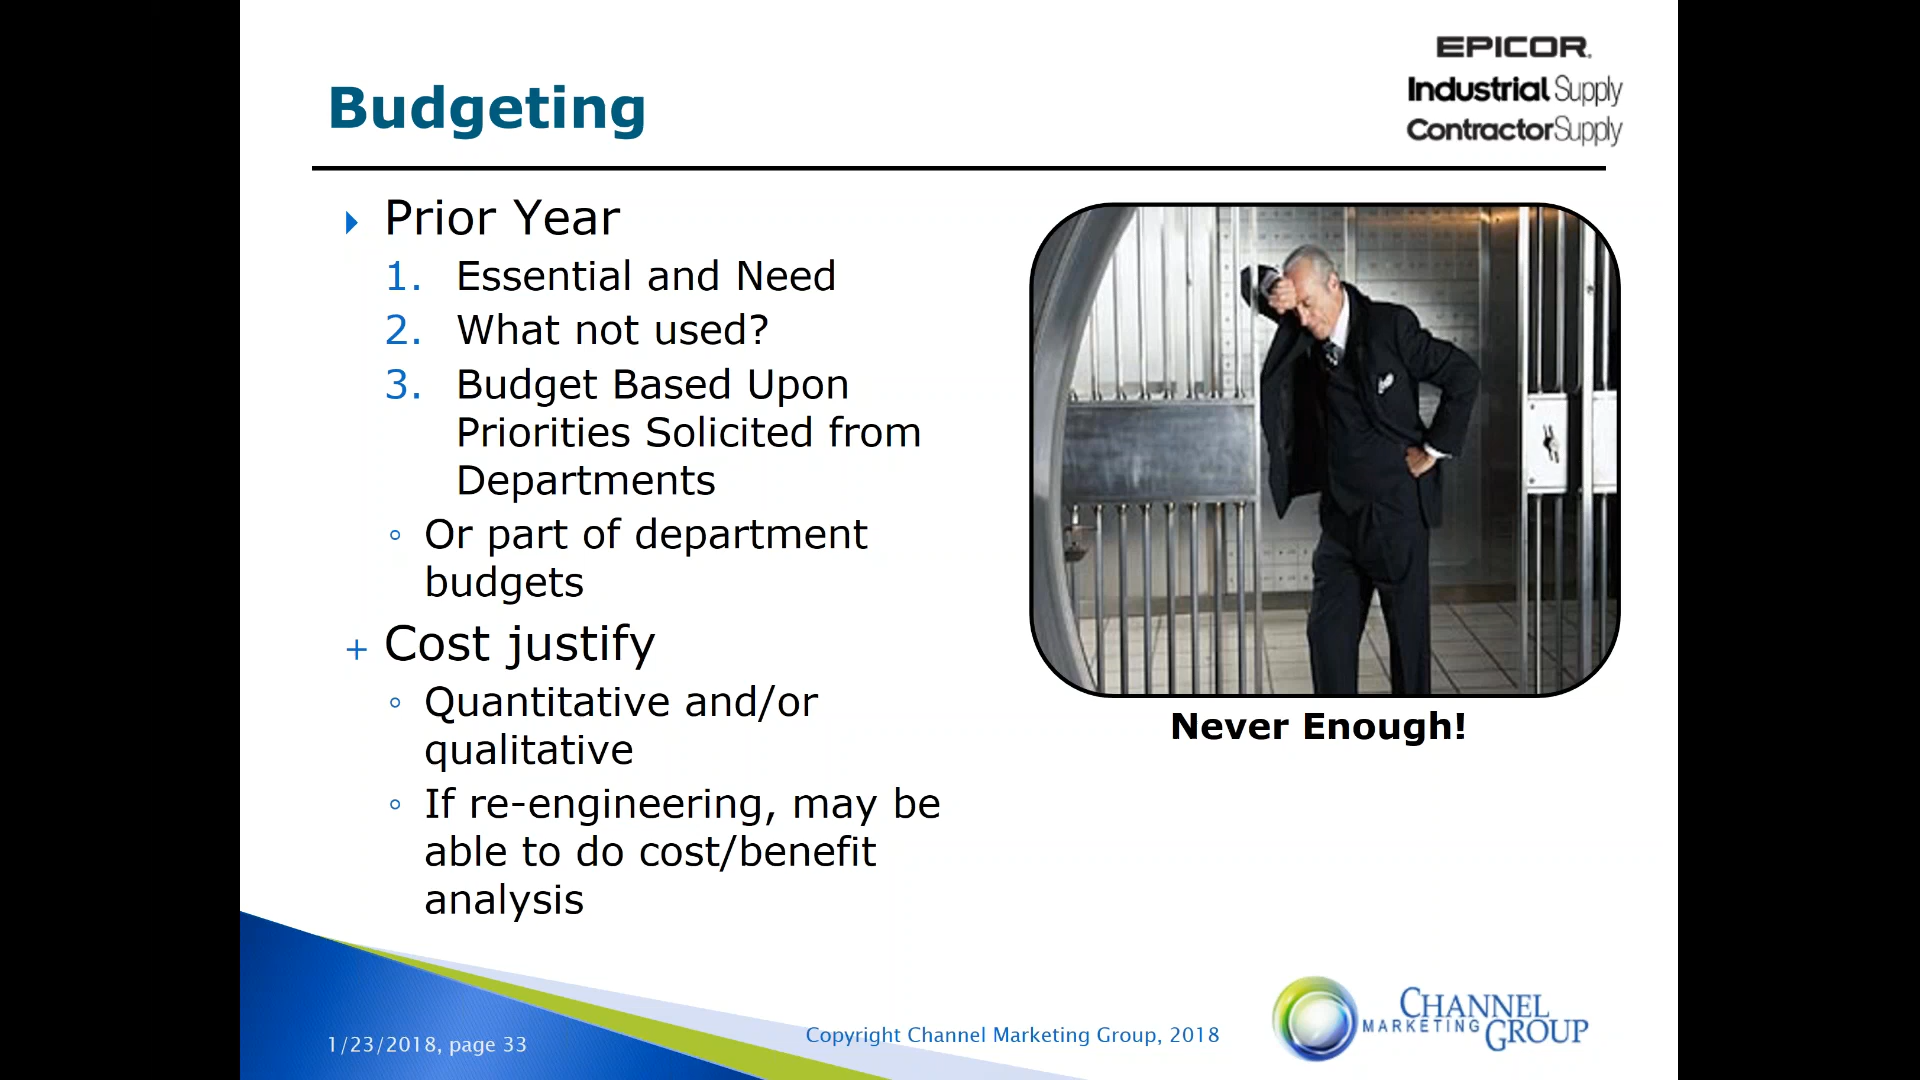 EPICOR.
Industrial Supply
ContractorSupply
Budgeting
Prior Year
1. Essential and Need
2. What not used?
3. Budget Based Upon
Priorities Solicited from
Departments
◦ Or part of department
budgets
+ Cost justify
◦ Quantitative and/or
qualitative
◦ If re-engineering, may be
able to do cost/benefit
analysis
Never Enough!
1/23/2018, page 33
Copyright Channel Marketing Group, 2018
CHANNEL
MARKETING GROUP